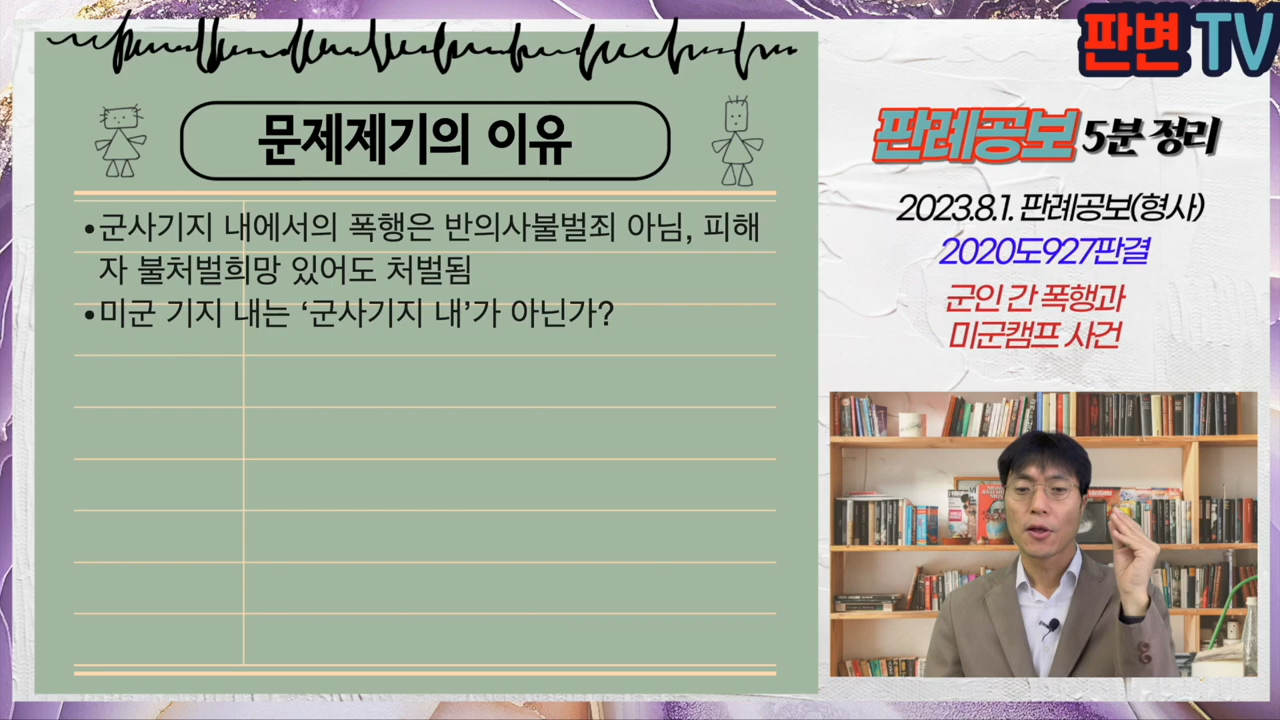 판변 TV
문제제기의 이유
•군사기지 내에서의 폭행은 반의사불벌죄 아님, 피해
자 불처벌희망 있어도 처벌됨
•미군 기지 내는 ‘군사기지 내’가 아닌가?
판례공보 5분 정리
2023.8.1. 판례공보(형사)
2020도927판결
군인 간 폭행과
미군캠프 사건